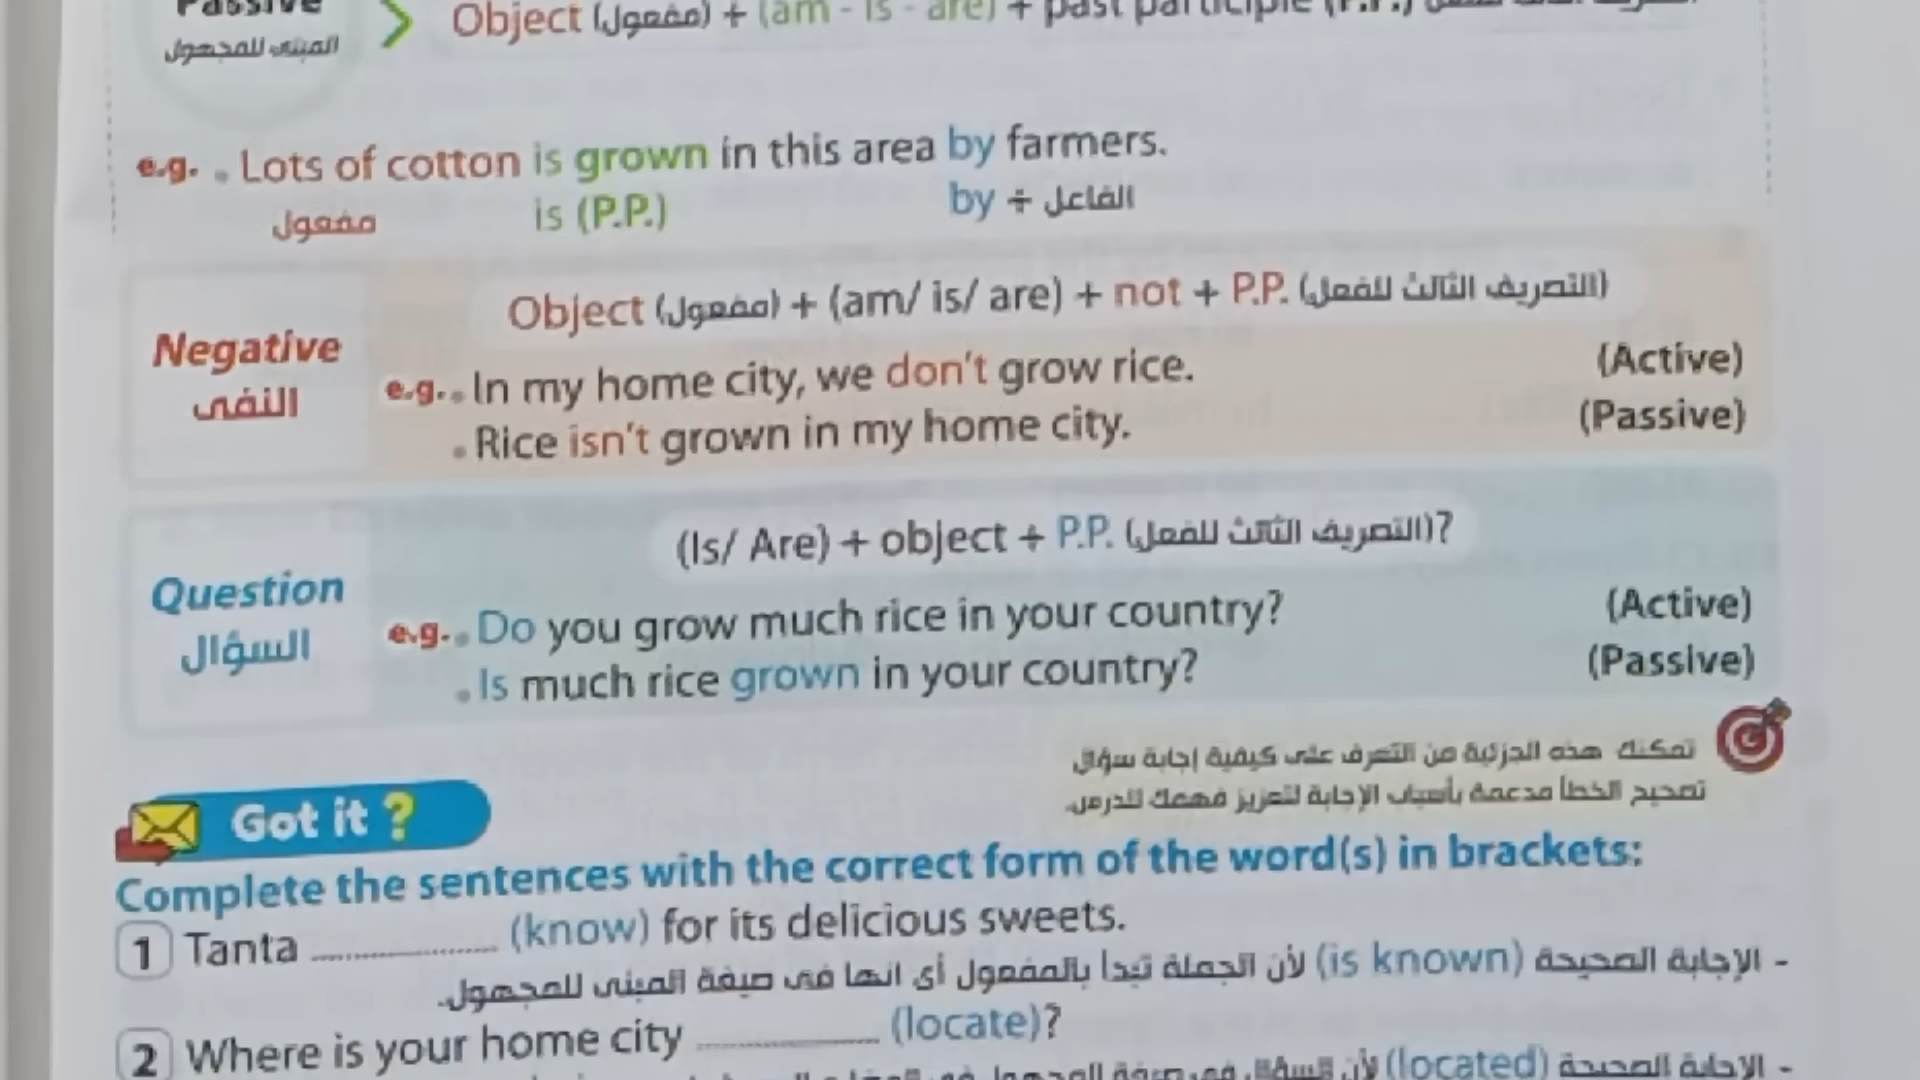 Passive > Object (مفعول) + (am - is - are) + past participle (P.P.)
المبنى للمجهول
e.g. • Lots of cotton is grown in this area by farmers.
مفعول is (P.P.) by + الفاعل
Object (مفعول) + (am/ is/ are) + not + P.P. (التصريف الثالث للفعل)
Negative
النفى
e.g. • In my home city, we don't grow rice. (Active)
• Rice isn't grown in my home city. (Passive)
(Is/ Are) + object + P.P. (التصريف الثالث للفعل)?
Question
السؤال
e.g. • Do you grow much rice in your country? (Active)
• Is much rice grown in your country? (Passive)
تمكنك هذه الجزئية من التعرف على كيفية إجابة سؤال
تصحيح الخطأ مدعمة بأسباب الإجابة لتعزيز فهمك للدرس.
Got it ?
Complete the sentences with the correct form of the word(s) in brackets:
1 Tanta ............ (know) for its delicious sweets.
- الإجابة الصحيحة (is known) لأن الجملة تبدأ بالمفعول أى انها فى صيغة المبنى للمجهول.
2 Where is your home city ............ (locate)?
- الإجابة الصحيحة (located) لأن السؤال فى صيغة المجهول فى